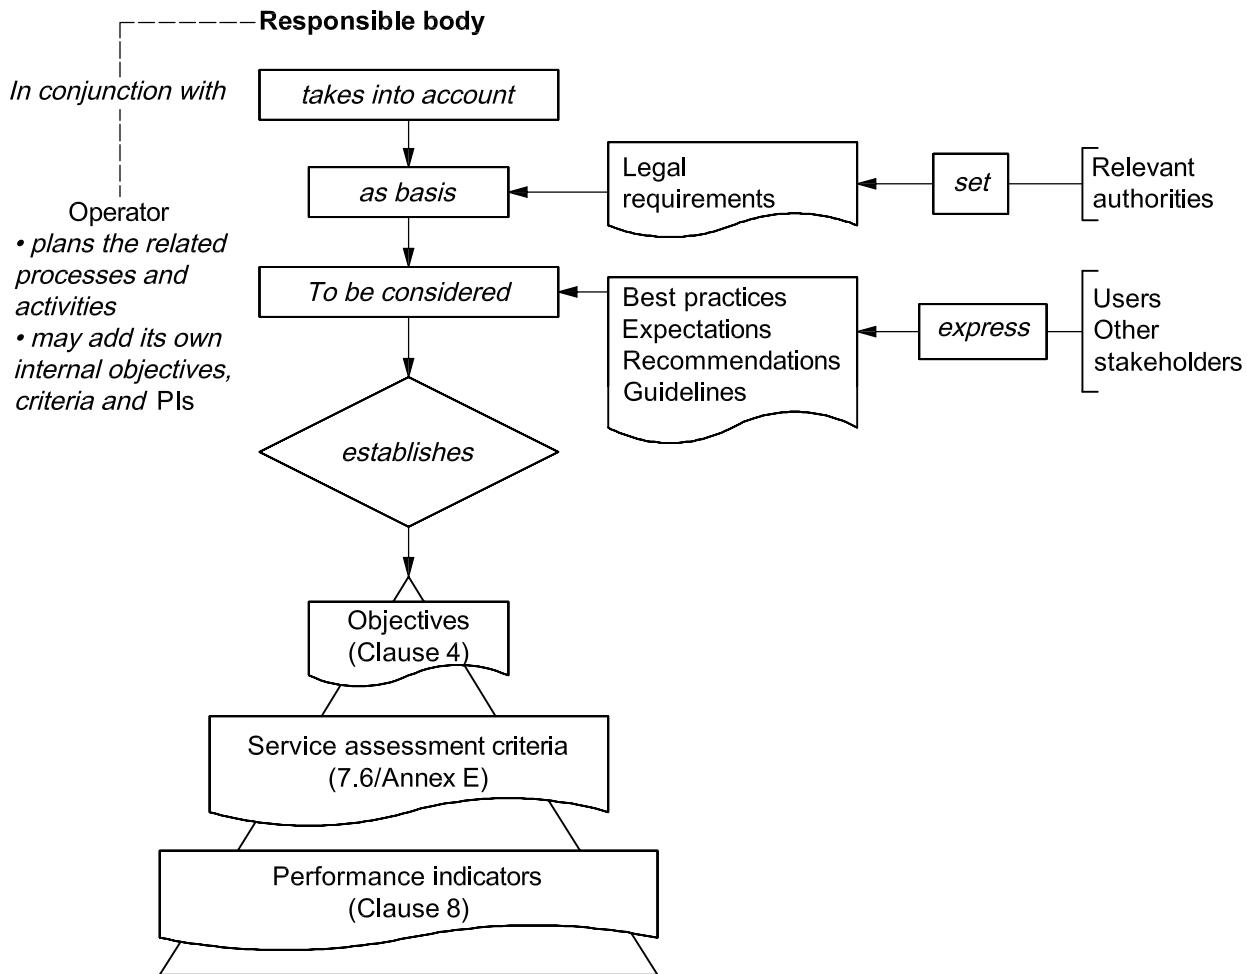 Responsible body
In conjunction with
takes into account
as basis
Legal
requirements
set
Relevant
authorities
Operator
• plans the related
processes and
activities
• may add its own
internal objectives,
criteria and PIs
To be considered
Best practices
Expectations
Recommendations
Guidelines
express
Users
Other
stakeholders
establishes
Objectives
(Clause 4)
Service assessment criteria
(7.6/Annex E)
Performance indicators
(Clause 8)